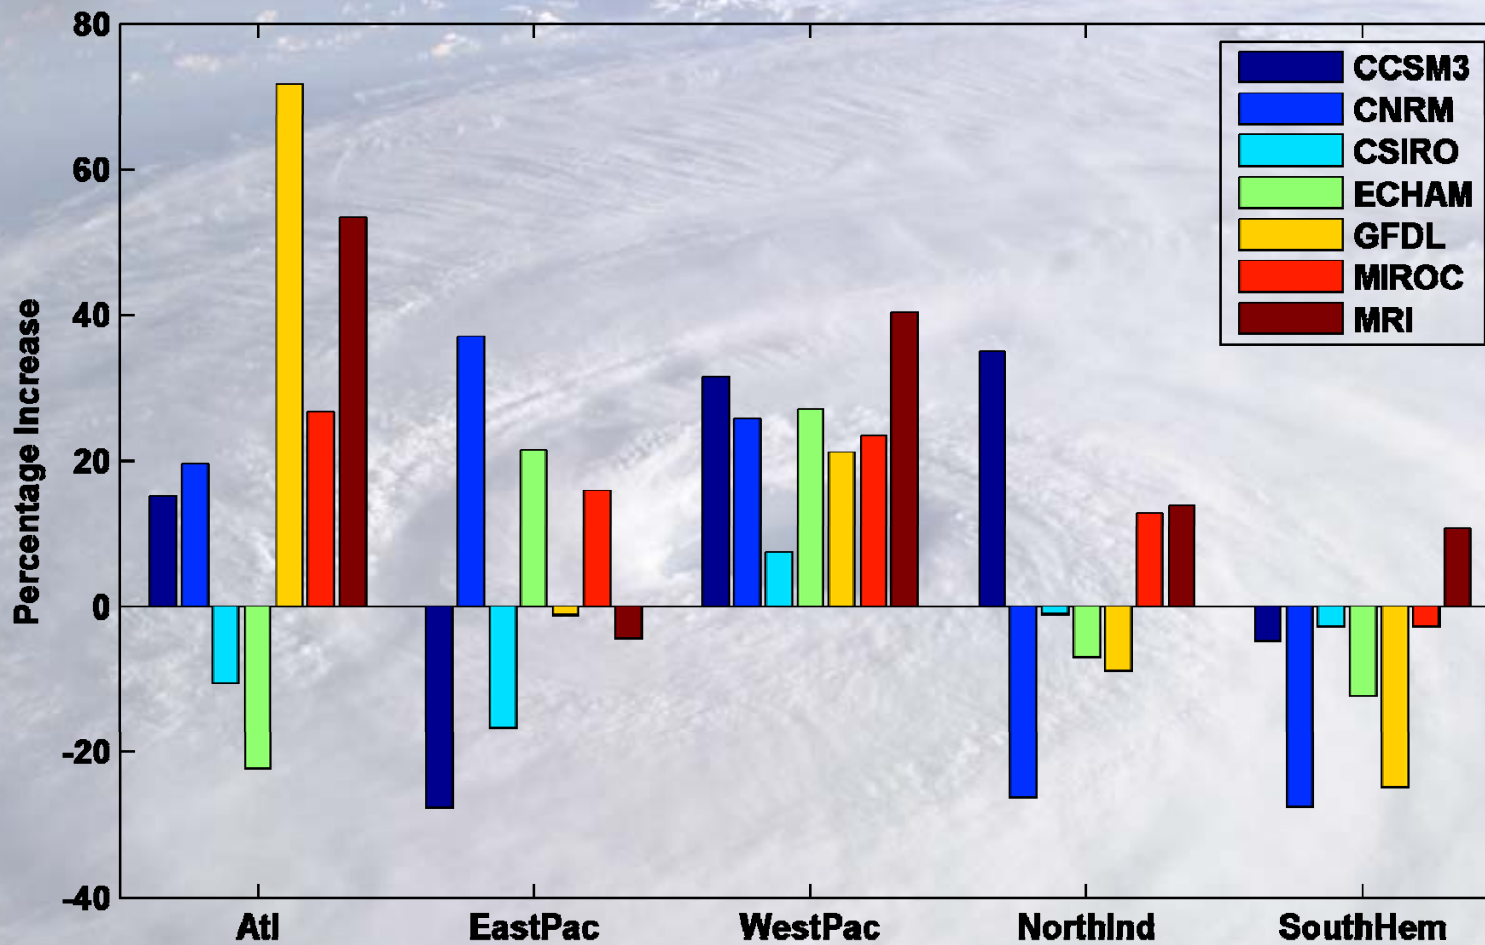 80
60
40
20
0
-20
-40
Percentage Increase
Atl
EastPac
WestPac
NorthInd
SouthHem
CCSM3
CNRM
CSIRO
ECHAM
GFDL
MIROC
MRI